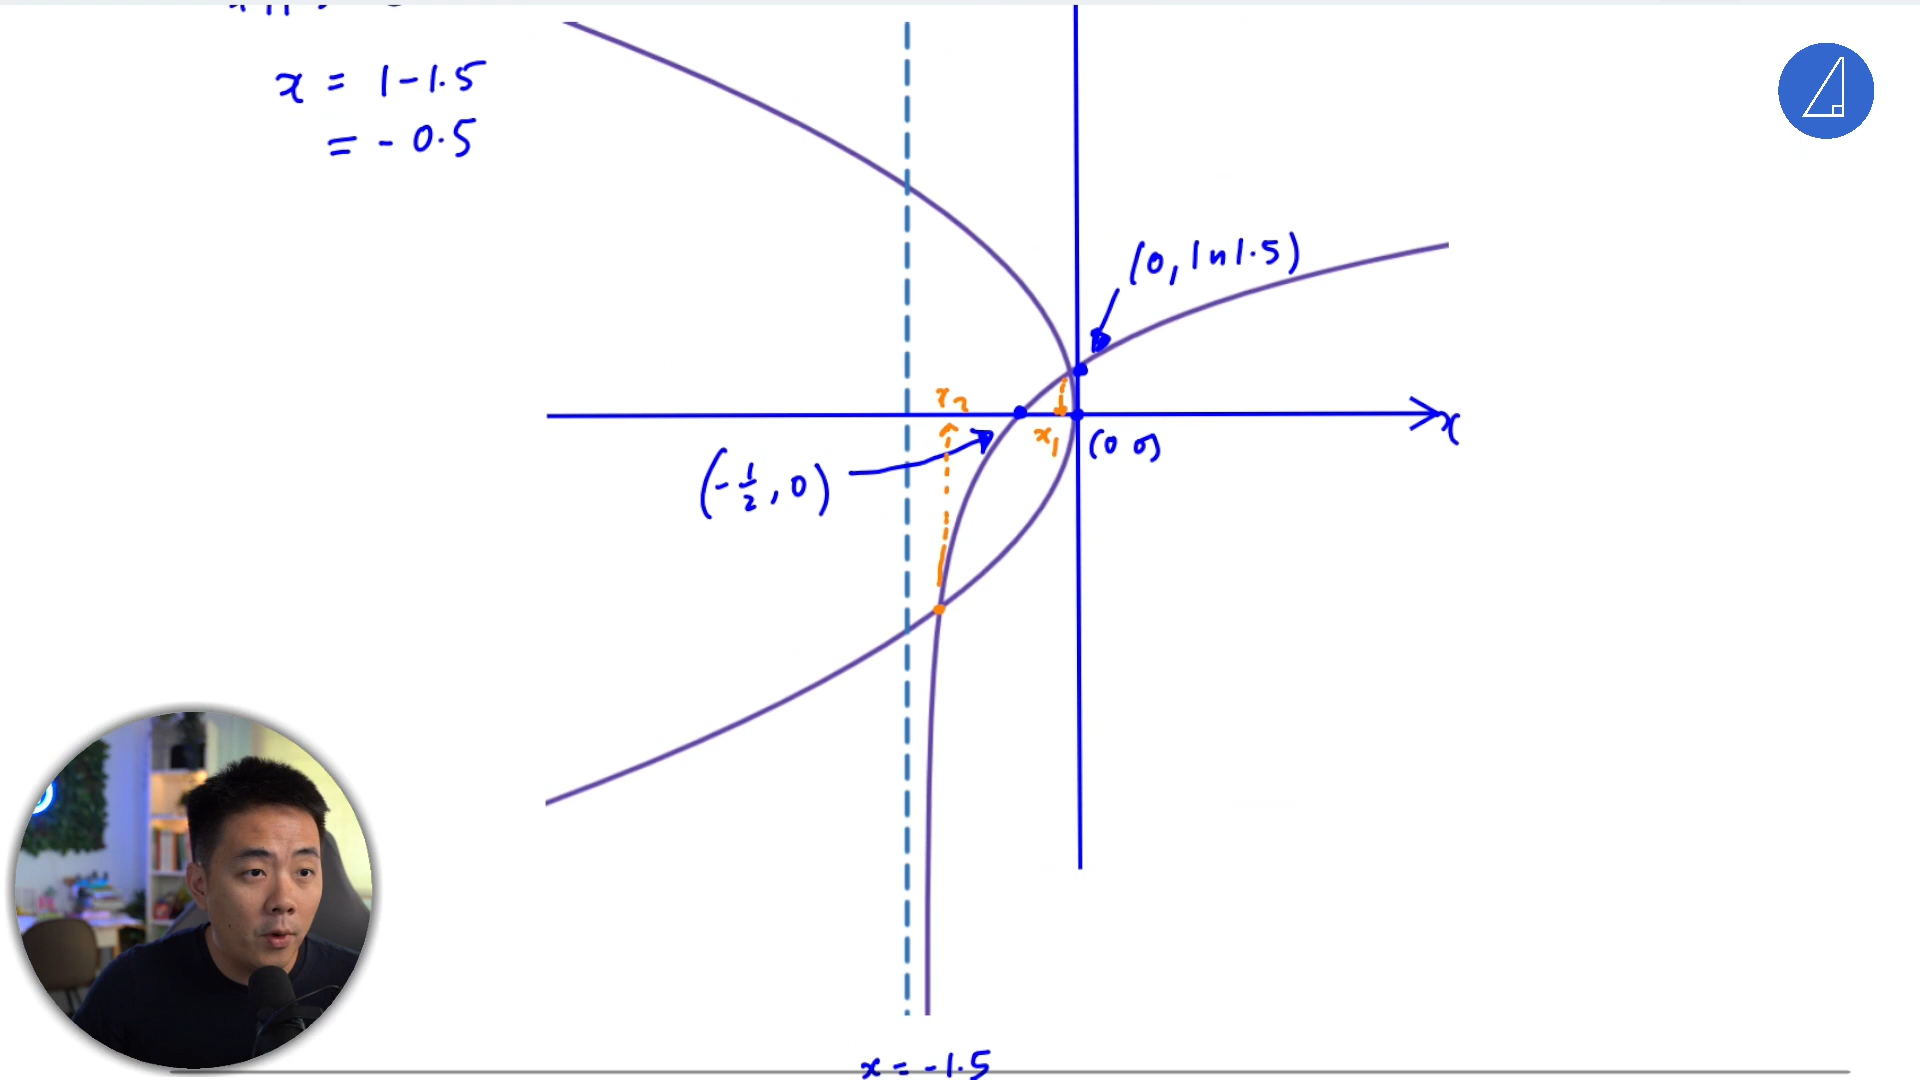 x = 1 - 1.5
= - 0.5
(0, ln1.5)
x2
x
x1
(0 0)
(-1/2, 0)
x = -1.5